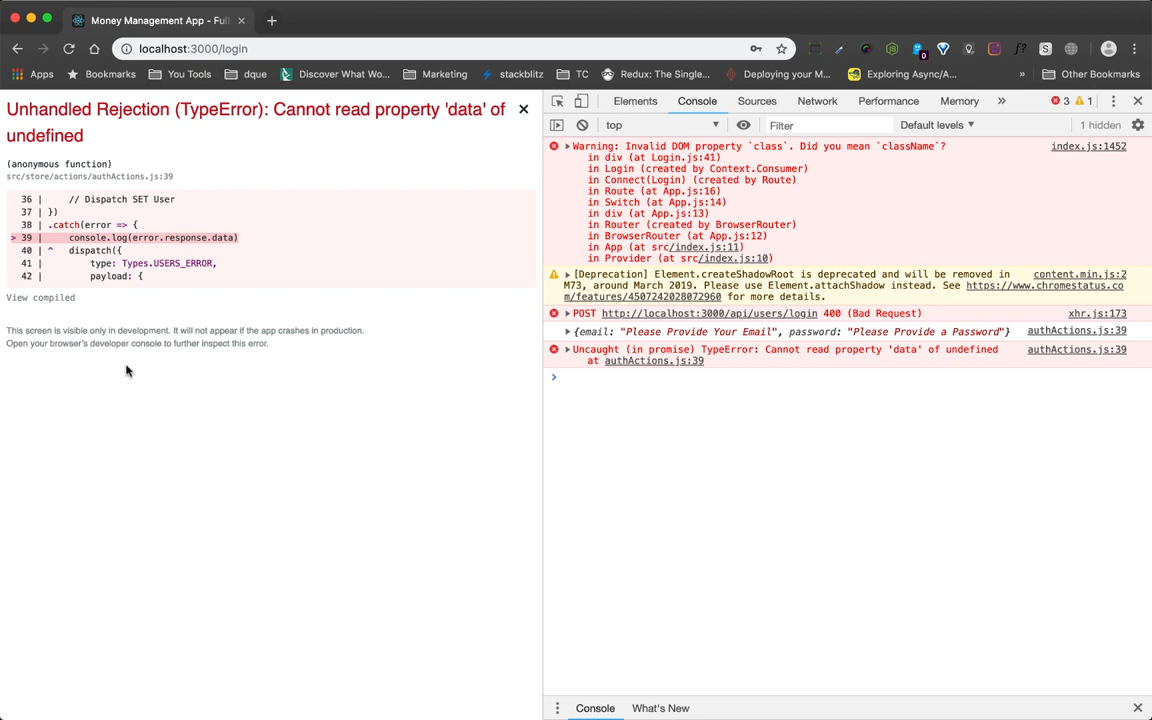 Money Management App - Full
localhost:3000/login
Apps Bookmarks You Tools dque Discover What Wo... Marketing stackblitz TC Redux: The Single... Deploying your M... Exploring Async/A... » Other Bookmarks
Unhandled Rejection (TypeError): Cannot read property 'data' of
undefined
(anonymous function)
src/store/actions/authActions.js:39
36 | // Dispatch SET User
37 | })
38 | .catch(error => {
> 39 | console.log(error.response.data)
40 | ^ dispatch({
41 | type: Types.USERS_ERROR,
42 | payload: {
View compiled
This screen is visible only in development. It will not appear if the app crashes in production.
Open your browser's developer console to further inspect this error.
Elements Console Sources Network Performance Memory » 3 1
top Filter Default levels 1 hidden
Warning: Invalid DOM property `class`. Did you mean `className`? index.js:1452
in div (at Login.js:41)
in Login (created by Context.Consumer)
in Connect(Login) (created by Route)
in Route (at App.js:16)
in Switch (at App.js:14)
in div (at App.js:13)
in Router (created by BrowserRouter)
in BrowserRouter (at App.js:12)
in App (at src/index.js:11)
in Provider (at src/index.js:10)
[Deprecation] Element.createShadowRoot is deprecated and will be removed in content.min.js:2
M73, around March 2019. Please use Element.attachShadow instead. See https://www.chromestatus.co
m/features/4507242028072960 for more details.
POST http://localhost:3000/api/users/login 400 (Bad Request) xhr.js:173
{email: "Please Provide Your Email", password: "Please Provide a Password"} authActions.js:39
Uncaught (in promise) TypeError: Cannot read property 'data' of undefined authActions.js:39
at authActions.js:39
Console What's New